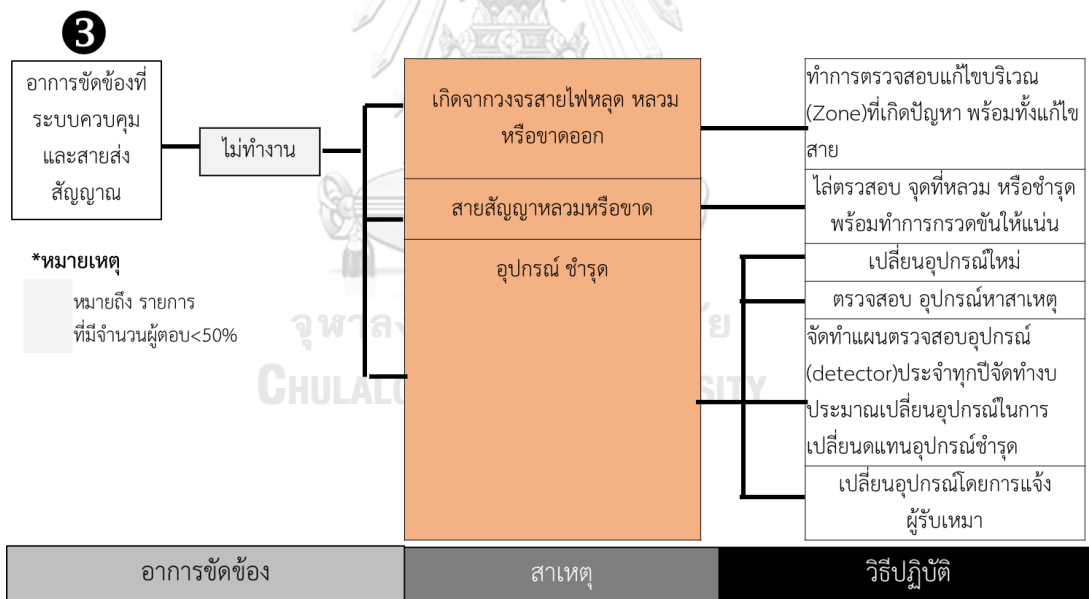 3
อาการขัดข้องที่
ระบบควบคุม
และสายส่ง
สัญญาณ
ไม่ทำงาน
*หมายเหตุ
หมายถึง รายการ
ที่มีจำนวนผู้ตอบ<50%
เกิดจากวงจรสายไฟหลุด หลวม
หรือขาดออก
สายสัญญาหลวมหรือขาด
อุปกรณ์ ชำรุด
ทำการตรวจสอบแก้ไขบริเวณ
(Zone)ที่เกิดปัญหา พร้อมทั้งแก้ไข
สาย
ไล่ตรวสอบ จุดที่หลวม หรือชำรุด
พร้อมทำการกรวดขันให้แน่น
เปลี่ยนอุปกรณ์ใหม่
ตรวจสอบ อุปกรณ์หาสาเหตุ
จัดทำแผนตรวจสอบอุปกรณ์
(detector)ประจำทุกปีจัดทำงบ
ประมาณเปลี่ยนอุปกรณ์ในการ
เปลี่ยนดแทนอุปกรณ์ชำรุด
เปลี่ยนอุปกรณ์โดยการแจ้ง
ผู้รับเหมา
อาการขัดข้อง
สาเหตุ
วิธีปฏิบัติ